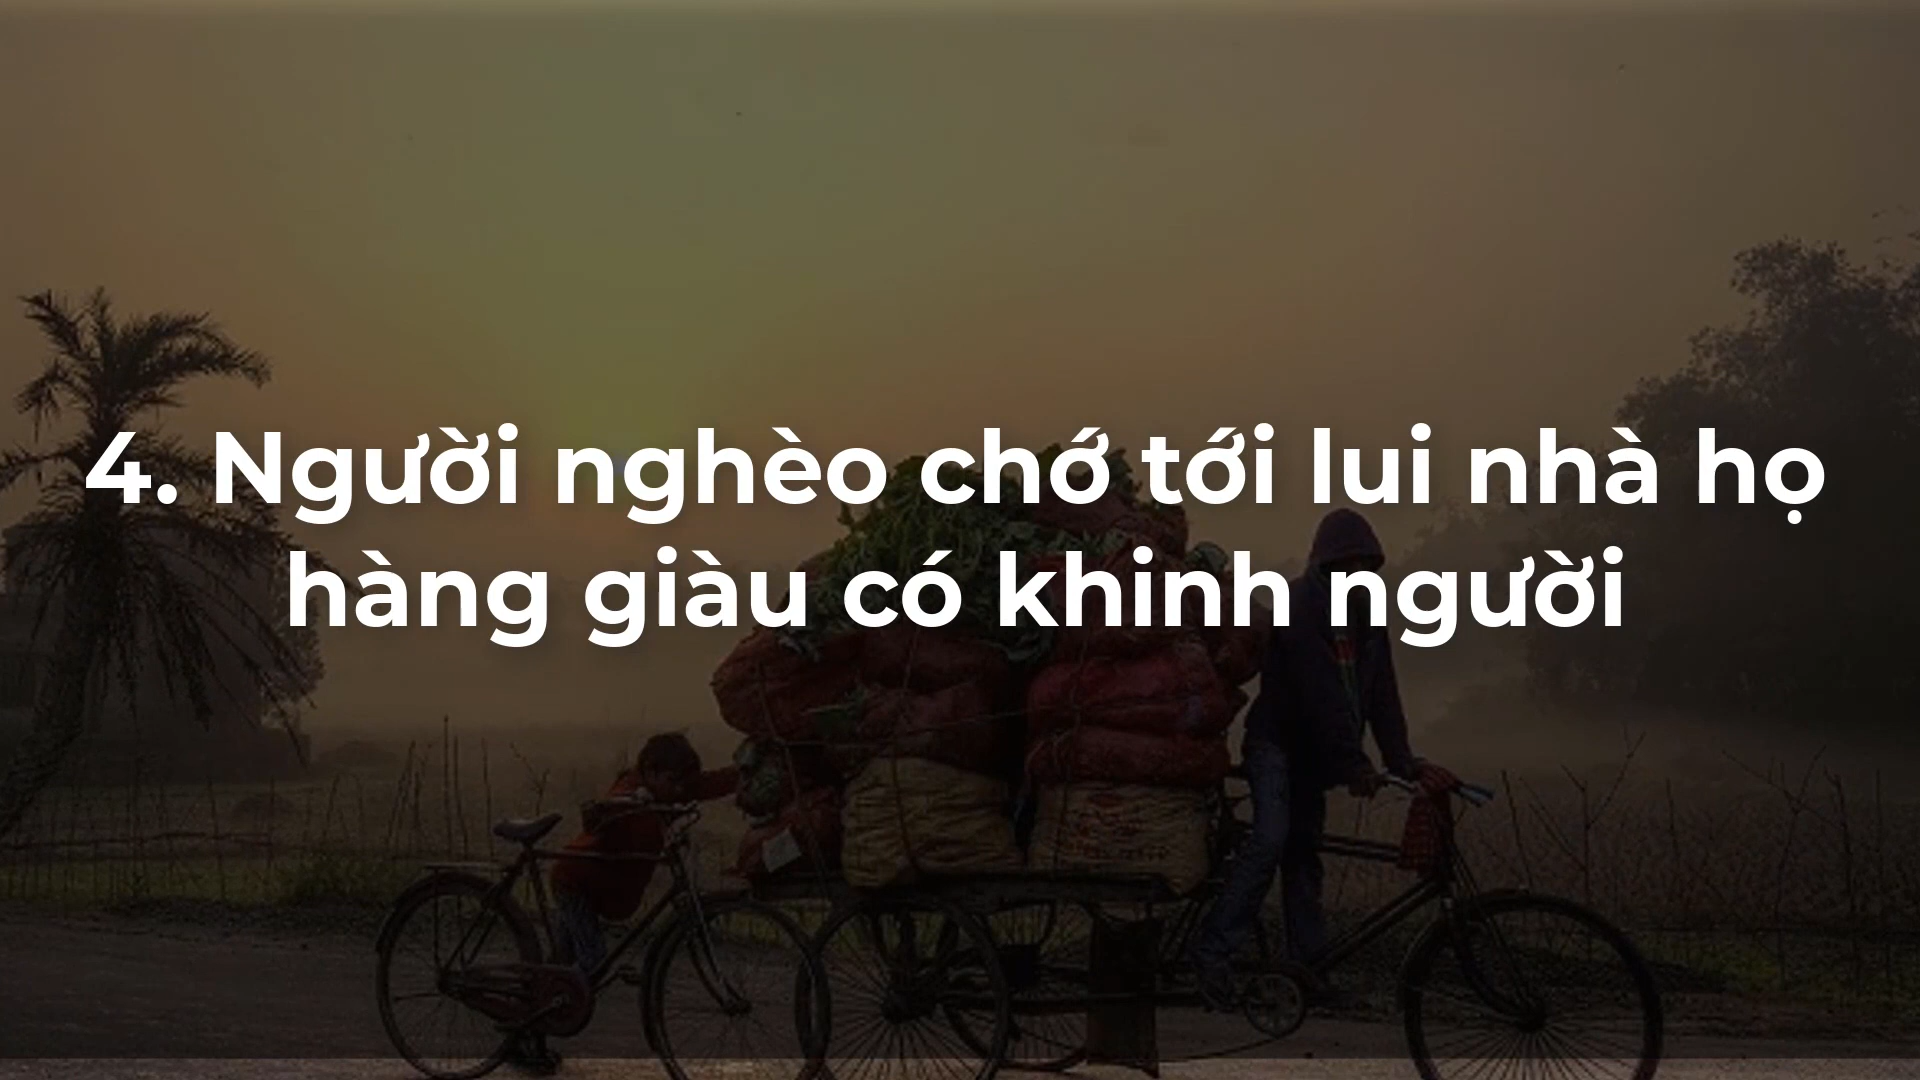 4. Người nghèo chớ tới lui nhà họ
hàng giàu có khinh người